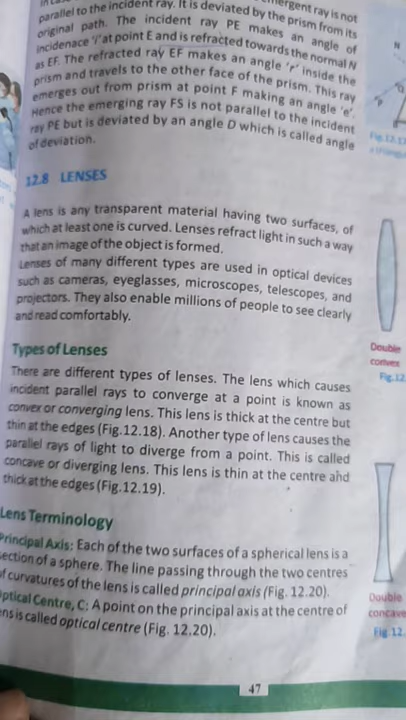 mergent ray is not
parallel to the incident ray. It is deviated by the prism from its
original path. The incident ray PE makes an angle of
incidenace 'i' at point E and is refracted towards the normal N
as EF. The refracted ray EF makes an angle 'r' inside the
prism and travels to the other face of the prism. This ray
emerges out from prism at point F making an angle 'e'.
Hence the emerging ray FS is not parallel to the incident
ray PE but is deviated by an angle D which is called angle
of deviation.
12.8 LENSES
A lens is any transparent material having two surfaces, of
which at least one is curved. Lenses refract light in such a way
that an image of the object is formed.
Lenses of many different types are used in optical devices
such as cameras, eyeglasses, microscopes, telescopes, and
projectors. They also enable millions of people to see clearly
and read comfortably.
Types of Lenses
There are different types of lenses. The lens which causes
incident parallel rays to converge at a point is known as
convex or converging lens. This lens is thick at the centre but
thin at the edges (Fig.12.18). Another type of lens causes the
parallel rays of light to diverge from a point. This is called
concave or diverging lens. This lens is thin at the centre and
thick at the edges (Fig.12.19).
Lens Terminology
Principal Axis: Each of the two surfaces of a spherical lens is a
section of a sphere. The line passing through the two centres
of curvatures of the lens is called principal axis (Fig. 12.20).
Optical Centre, C: A point on the principal axis at the centre of
ens is called optical centre (Fig. 12.20).
47
N
P
Fig.12.1
Double
convex
Fig.12
Double
concave
Fig.12.